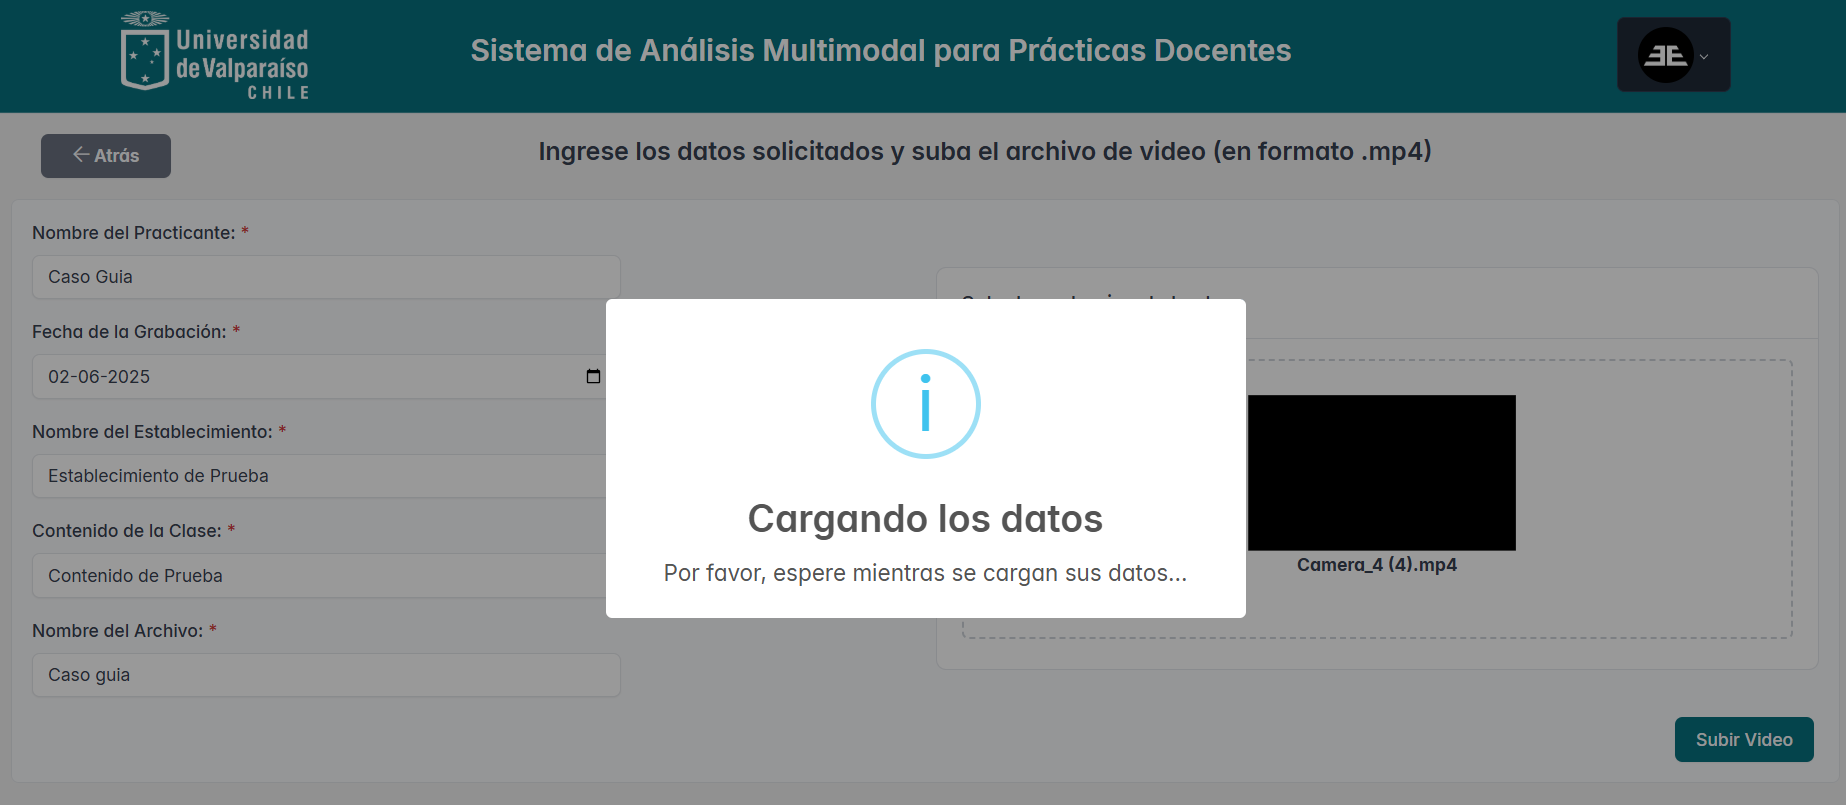 Universidad
de Valparaíso
CHILE
Sistema de Análisis Multimodal para Prácticas Docentes
Atrás
Ingrese los datos solicitados y suba el archivo de video (en formato .mp4)
Nombre del Practicante: *
Caso Guia
Fecha de la Grabación: *
02-06-2025
Nombre del Establecimiento: *
Establecimiento de Prueba
Contenido de la Clase: *
Contenido de Prueba
Nombre del Archivo: *
Caso guia
Cargando los datos
Por favor, espere mientras se cargan sus datos...
Camera_4 (4).mp4
Subir Video